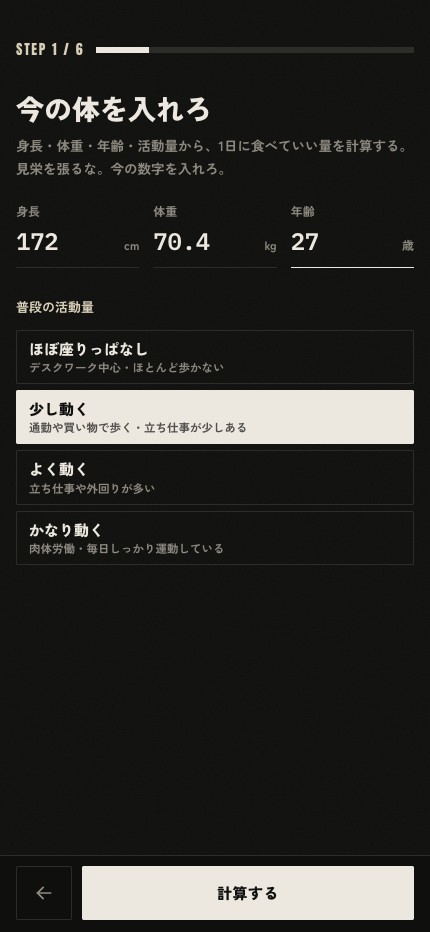 STEP 1 / 6
今の体を入れろ
身長・体重・年齢・活動量から、1日に食べていい量を計算する。
見栄を張るな。今の数字を入れろ。
身長 体重 年齢
172 cm 70.4 kg 27 歳
普段の活動量
ほぼ座りっぱなし
デスクワーク中心・ほとんど歩かない
少し動く
通勤や買い物で歩く・立ち仕事が少しある
よく動く
立ち仕事や外回りが多い
かなり動く
肉体労働・毎日しっかり運動している
← 計算する